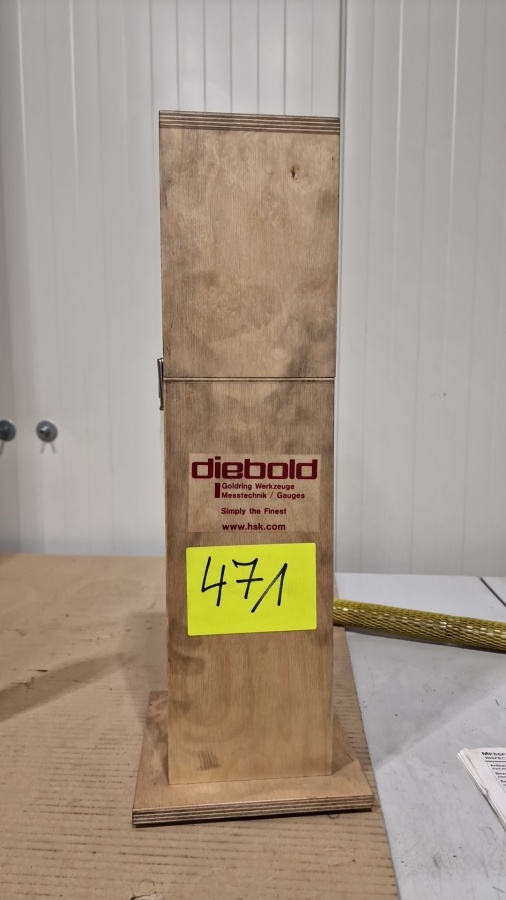 diebold
Goldring Werkzeuge
Messtechnik / Gauges
Simply the Finest
www.hsk.com
471